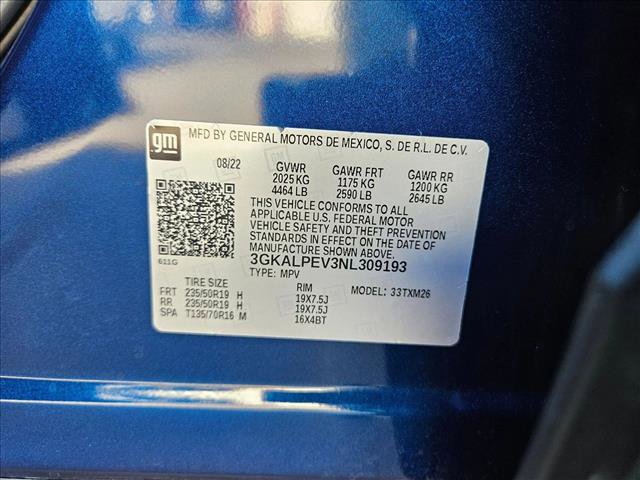 gm
MFD BY GENERAL MOTORS DE MEXICO, S. DE R.L. DE C.V.
08/22 GVWR GAWR FRT GAWR RR
2025 KG 1175 KG 1200 KG
4464 LB 2590 LB 2645 LB
THIS VEHICLE CONFORMS TO ALL
APPLICABLE U.S. FEDERAL MOTOR
VEHICLE SAFETY AND THEFT PREVENTION
STANDARDS IN EFFECT ON THE DATE OF
MANUFACTURE SHOWN ABOVE.
611G 3GKALPEV3NL309193
TYPE: MPV
TIRE SIZE RIM MODEL: 33TXM26
FRT 235/50R19 H 19X7.5J
RR 235/50R19 H 19X7.5J
SPA T135/70R16 M 16X4BT